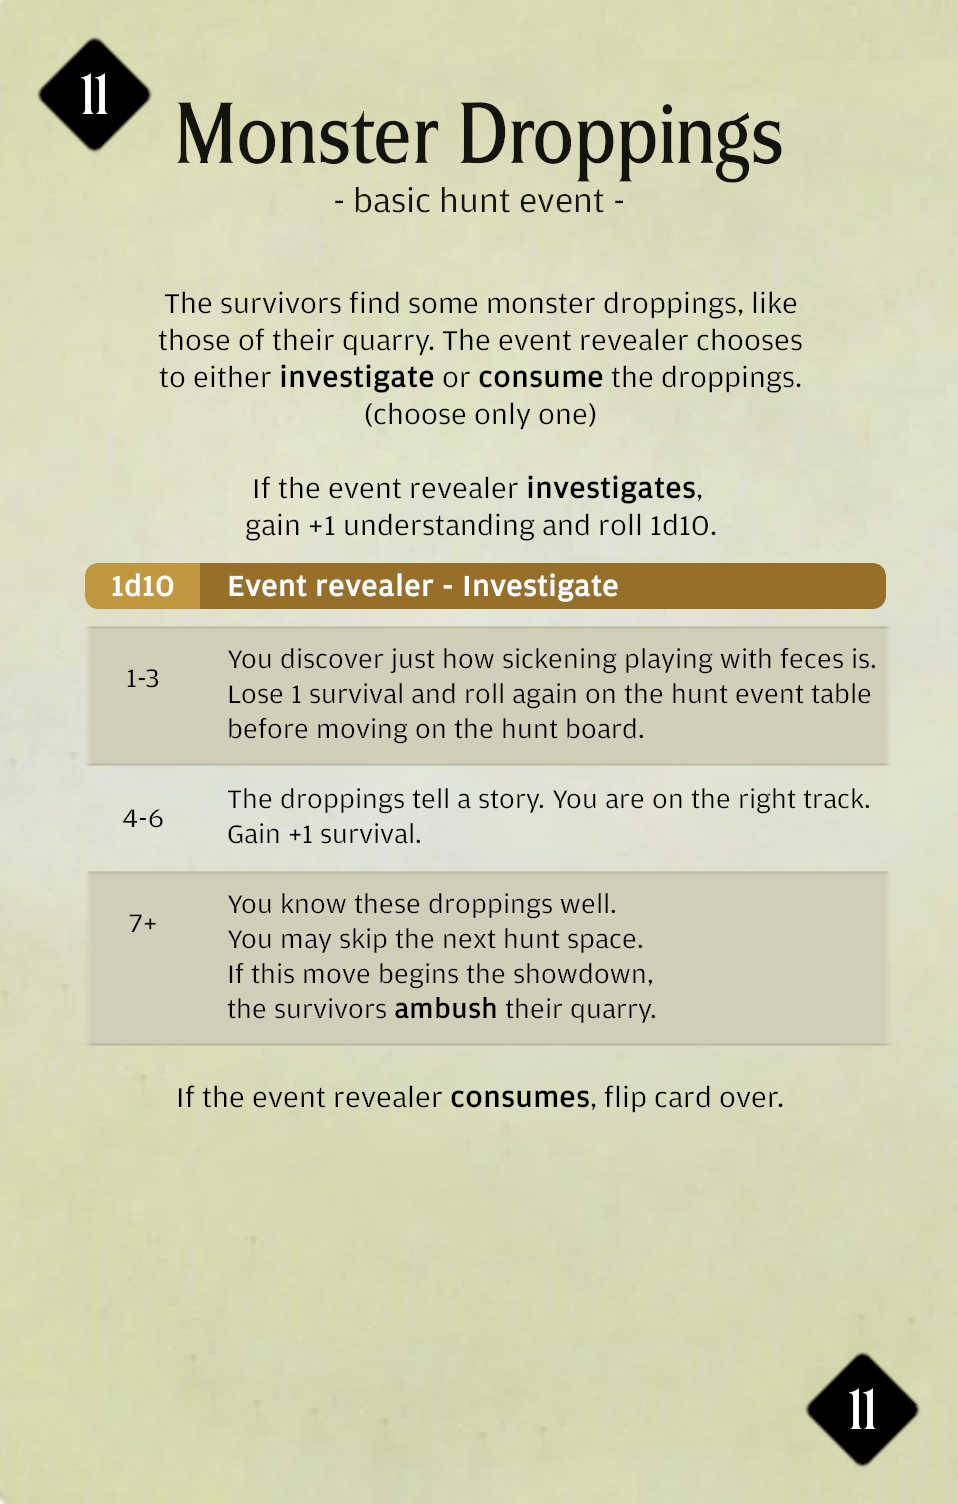 11
Monster Droppings
- basic hunt event -
The survivors find some monster droppings, like
those of their quarry. The event revealer chooses
to either investigate or consume the droppings.
(choose only one)
If the event revealer investigates,
gain +1 understanding and roll 1d10.
1d10 Event revealer - Investigate
1-3
You discover just how sickening playing with feces is.
Lose 1 survival and roll again on the hunt event table
before moving on the hunt board.
4-6
The droppings tell a story. You are on the right track.
Gain +1 survival.
7+
You know these droppings well.
You may skip the next hunt space.
If this move begins the showdown,
the survivors ambush their quarry.
If the event revealer consumes, flip card over.
11